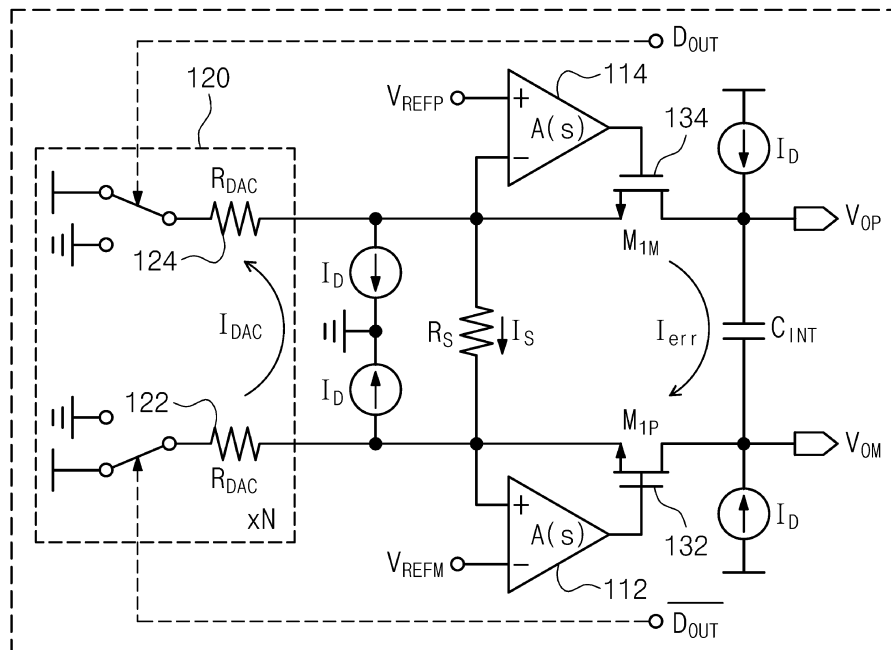 D_OUT
120
114
V_REFP
+
A(s)
−
134
I_D
R_DAC
124
V_OP
M_1M
I_D
I_DAC
R_S
I_S
I_err
C_INT
I_D
122
M_1P
R_DAC
V_OM
xN
+
A(s)
−
132
I_D
V_REFM
112
D_OUT